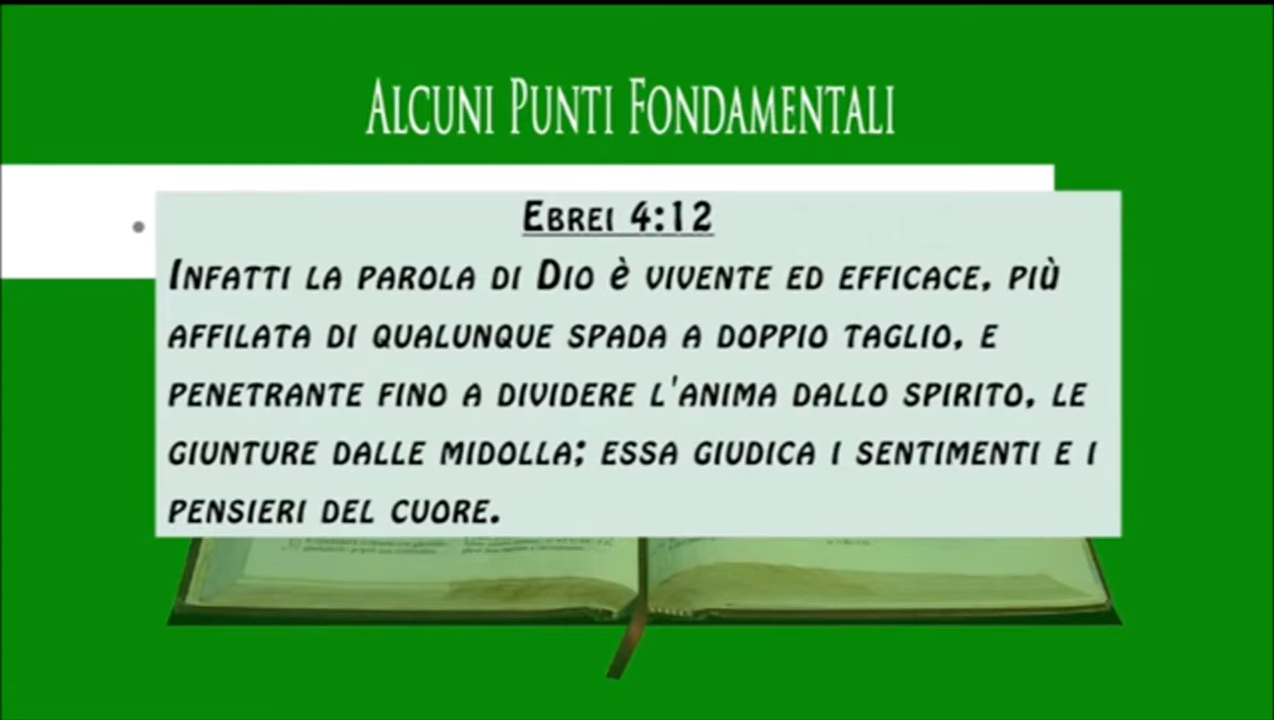 Alcuni Punti Fondamentali
Ebrei 4:12
Infatti la parola di Dio è vivente ed efficace, più
affilata di qualunque spada a doppio taglio, e
penetrante fino a dividere l'anima dallo spirito, le
giunture dalle midolla; essa giudica i sentimenti e i
pensieri del cuore.